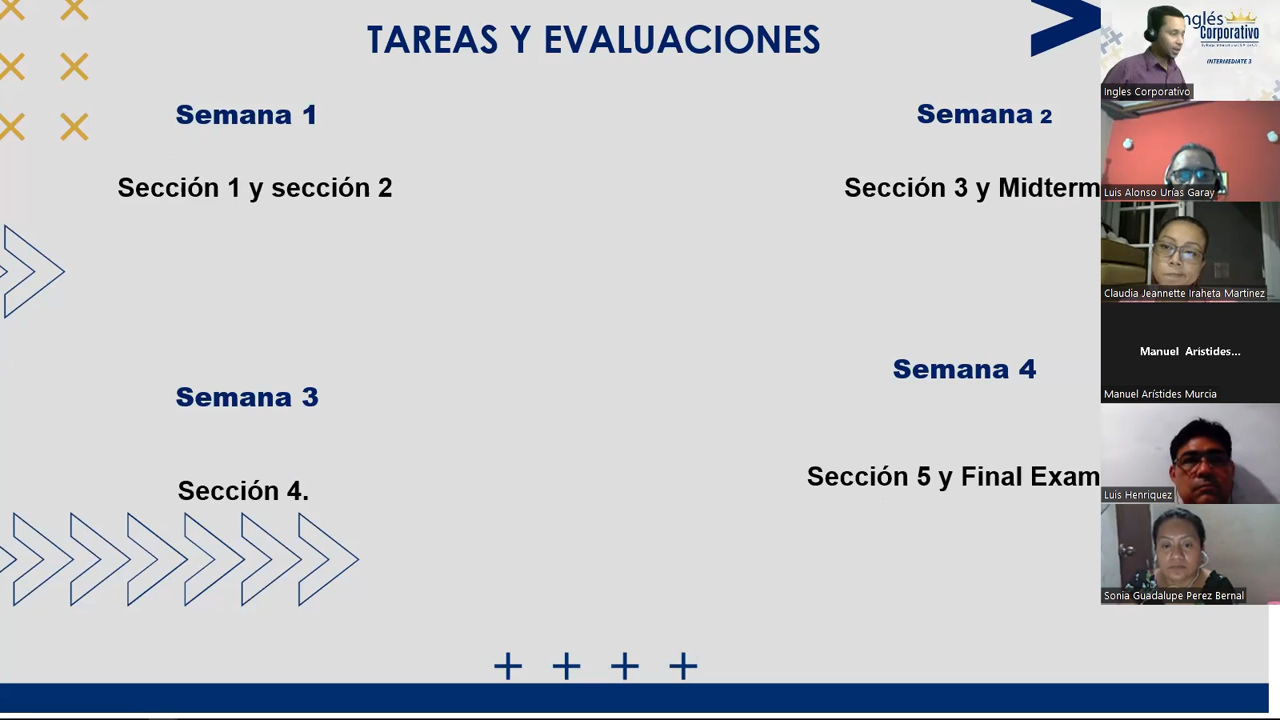 TAREAS Y EVALUACIONES
Semana 1
Sección 1 y sección 2
Semana 2
Sección 3 y Midterm
Semana 3
Sección 4.
Semana 4
Sección 5 y Final Exam
nglés
Corporativo
INTERMEDIATE 3
Ingles Corporativo
Luis Alonso Urías Garay
Claudia Jeannette Iraheta Martinez
Manuel Aristides...
Manuel Arístides Murcia
Luis Henriquez
Sonia Guadalupe Perez Bernal